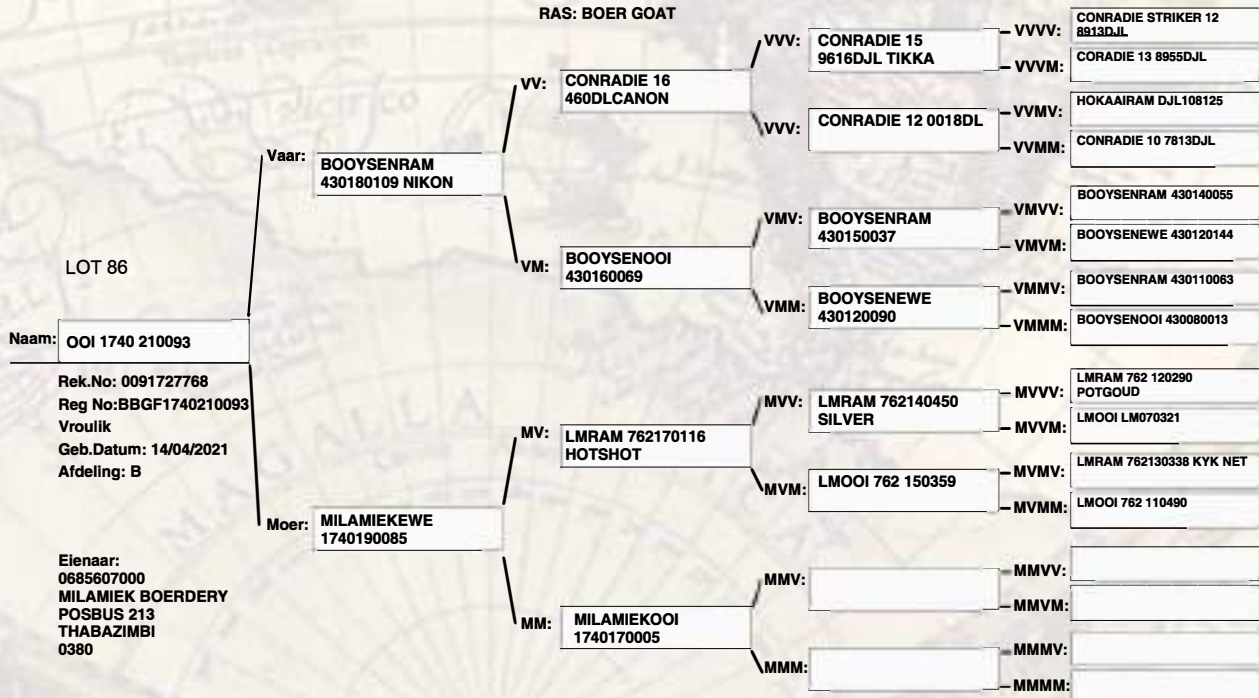 RAS: BOER GOAT
LOT 86
Naam: OOI 1740 210093
Rek.No: 0091727768
Reg No:BBGF1740210093
Vroulik
Geb.Datum: 14/04/2021
Afdeling: B
Eienaar:
0685607000
MILAMIEK BOERDERY
POSBUS 213
THABAZIMBI
0380
Vaar: BOOYSENRAM
430180109 NIKON
Moer: MILAMIEKEWE
1740190085
VV: CONRADIE 16
460DLCANON
VM: BOOYSENOOI
430160069
MV: LMRAM 762170116
HOTSHOT
MM: MILAMIEKOOI
1740170005
VVV: CONRADIE 15
9616DJL TIKKA
VVV: CONRADIE 12 0018DL
VMV: BOOYSENRAM
430150037
VMM: BOOYSENEWE
430120090
MVV: LMRAM 762140450
SILVER
MVM: LMOOI 762 150359
MMV:
MMM:
VVVV: CONRADIE STRIKER 12
8913DJL
VVVM: CORADIE 13 8955DJL
VVMV: HOKAAIRAM DJL108125
VVMM: CONRADIE 10 7813DJL
VMVV: BOOYSENRAM 430140055
VMVM: BOOYSENEWE 430120144
VMMV: BOOYSENRAM 430110063
VMMM: BOOYSENOOI 430080013
MVVV: LMRAM 762 120290
POTGOUD
MVVM: LMOOI LM070321
MVMV: LMRAM 762130338 KYK NET
MVMM: LMOOI 762 110490
MMVV:
MMVM:
MMMV:
MMMM: